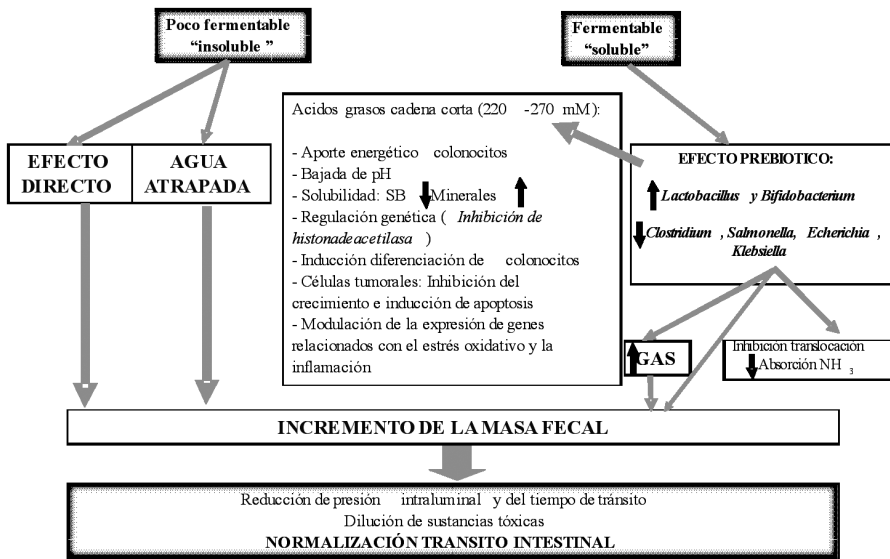 Poco fermentable
“insoluble ”
Fermentable
“soluble”
EFECTO
DIRECTO
AGUA
ATRAPADA
Acidos grasos cadena corta (220 -270 mM):
- Aporte energético colonocitos
- Bajada de pH
- Solubilidad: SB Minerales
- Regulación genética ( Inhibición de
histonadeacetilasa )
- Inducción diferenciación de colonocitos
- Células tumorales: Inhibición del
crecimiento e inducción de apoptosis
- Modulación de la expresión de genes
relacionados con el estrés oxidativo y la
inflamación
EFECTO PREBIOTICO:
Lactobacillus y Bifidobacterium
Clostridium , Salmonella, Echerichia ,
Klebsiella
GAS
Inhibición translocación
Absorción NH 3
INCREMENTO DE LA MASA FECAL
Reducción de presión intraluminal y del tiempo de tránsito
Dilución de sustancias tóxicas
NORMALIZACIÓN TRANSITO INTESTINAL